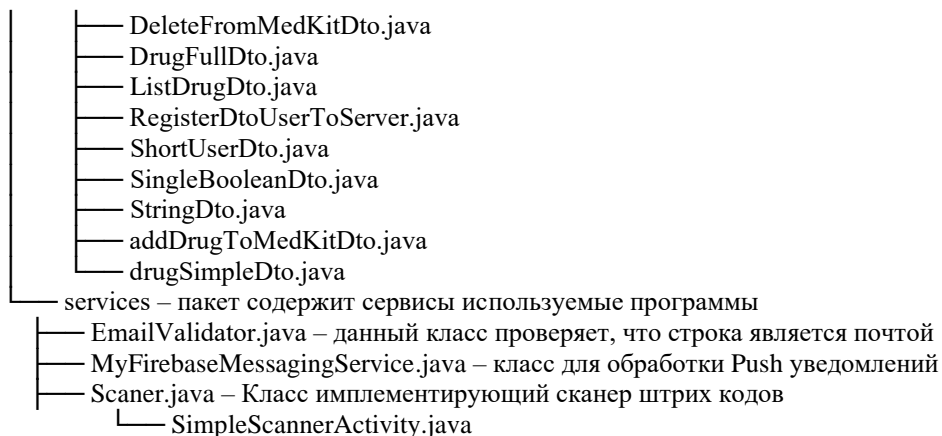 │ ├── DeleteFromMedKitDto.java
│ ├── DrugFullDto.java
│ ├── ListDrugDto.java
│ ├── RegisterDtoUserToServer.java
│ ├── ShortUserDto.java
│ ├── SingleBooleanDto.java
│ ├── StringDto.java
│ ├── addDrugToMedKitDto.java
│ └── drugSimpleDto.java
└── services – пакет содержит сервисы используемые программы
├── EmailValidator.java – данный класс проверяет, что строка является почтой
├── MyFirebaseMessagingService.java – класс для обработки Push уведомлений
├── Scaner.java – Класс имплементирующий сканер штрих кодов
└── SimpleScannerActivity.java